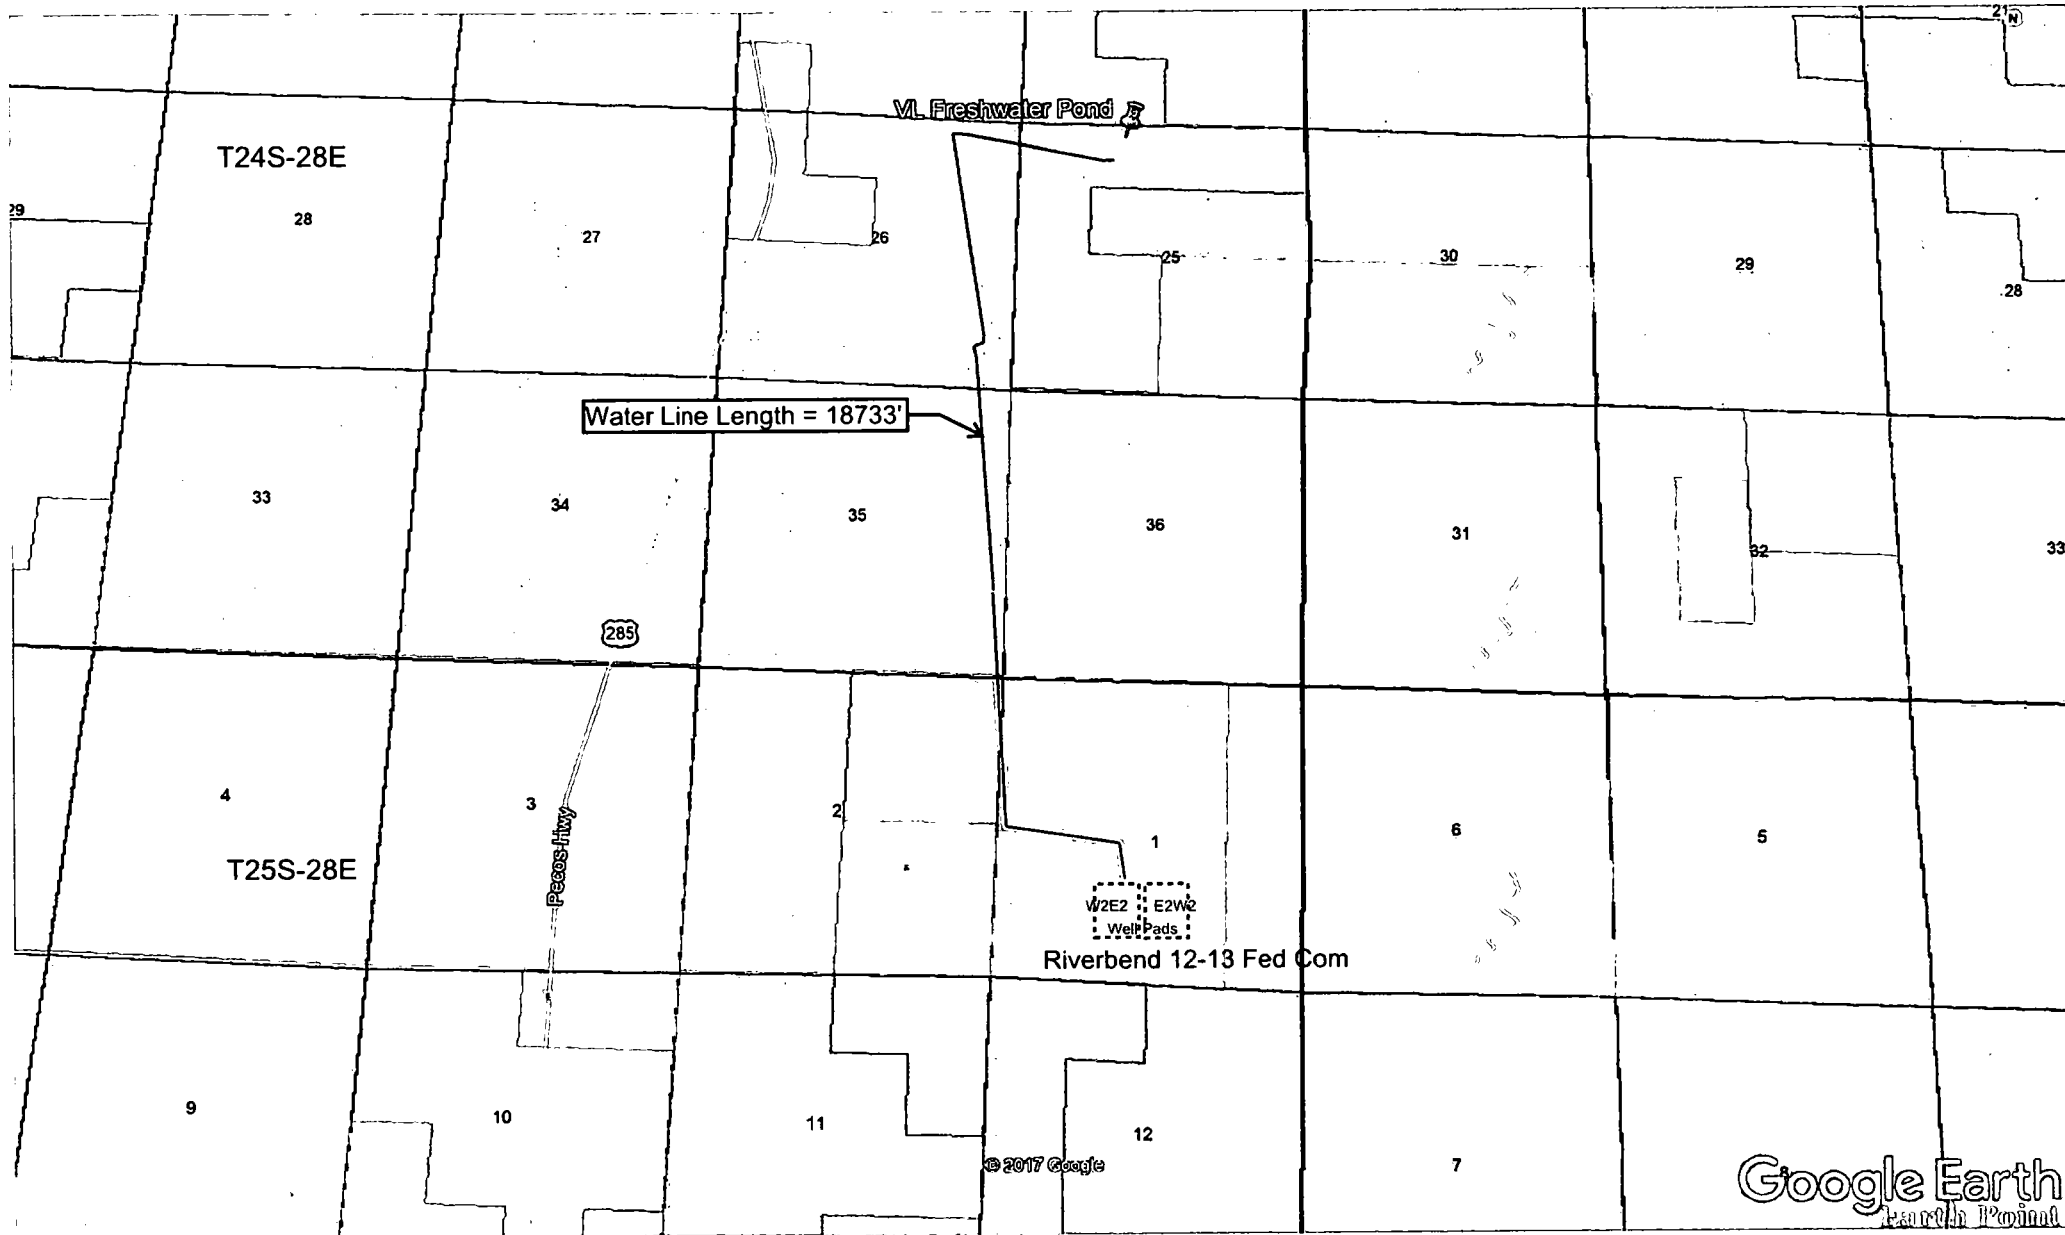 21
N
VL Freshwater Pond
T24S-28E
29
28
27
26
25
30
29
28
Water Line Length = 18733'
33
34
35
36
31
32
33
285
4
3
2
1
6
5
Pecos Hwy
T25S-28E
W2E2 E2W2
Well Pads
Riverbend 12-13 Fed Com
9
10
11
12
7
© 2017 Google
Google Earth
Earth Point